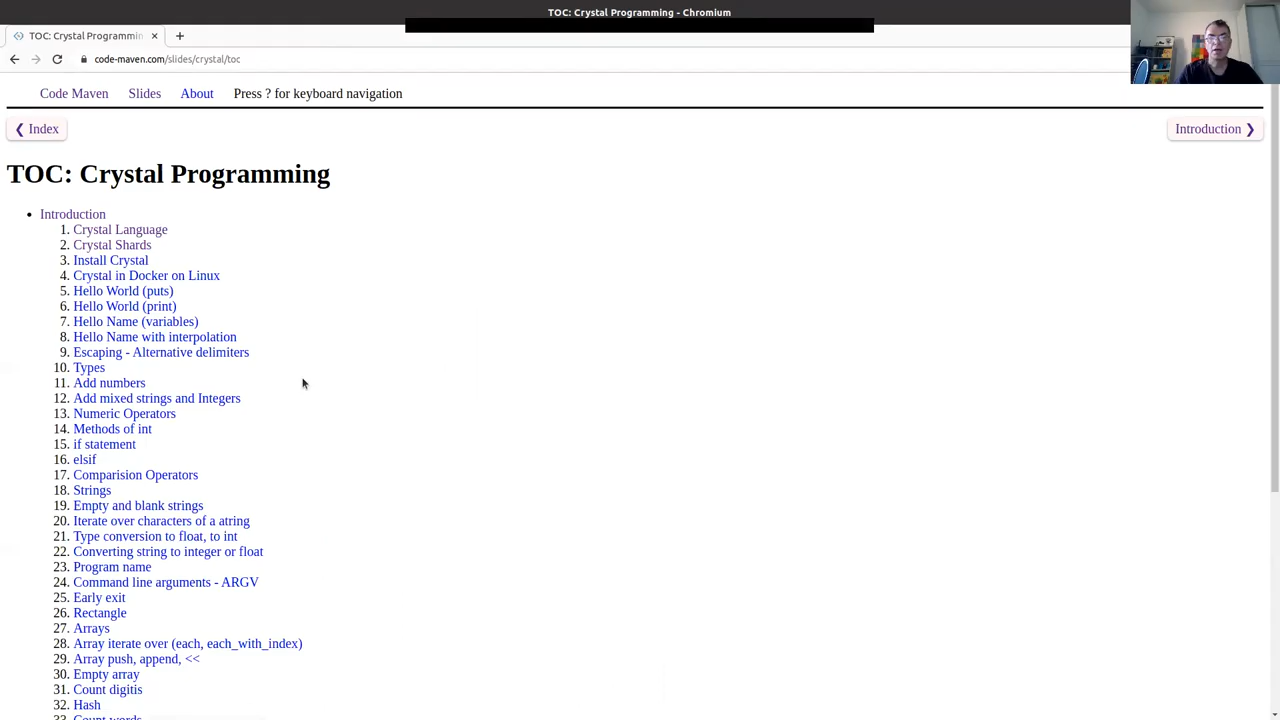 TOC: Crystal Programming - Chromium
TOC: Crystal Programmin
code-maven.com/slides/crystal/toc
Code Maven Slides About Press ? for keyboard navigation
❮ Index Introduction ❯
TOC: Crystal Programming
Introduction
1. Crystal Language
2. Crystal Shards
3. Install Crystal
4. Crystal in Docker on Linux
5. Hello World (puts)
6. Hello World (print)
7. Hello Name (variables)
8. Hello Name with interpolation
9. Escaping - Alternative delimiters
10. Types
11. Add numbers
12. Add mixed strings and Integers
13. Numeric Operators
14. Methods of int
15. if statement
16. elsif
17. Comparision Operators
18. Strings
19. Empty and blank strings
20. Iterate over characters of a atring
21. Type conversion to float, to int
22. Converting string to integer or float
23. Program name
24. Command line arguments - ARGV
25. Early exit
26. Rectangle
27. Arrays
28. Array iterate over (each, each_with_index)
29. Array push, append, <<
30. Empty array
31. Count digitis
32. Hash
33. Count words